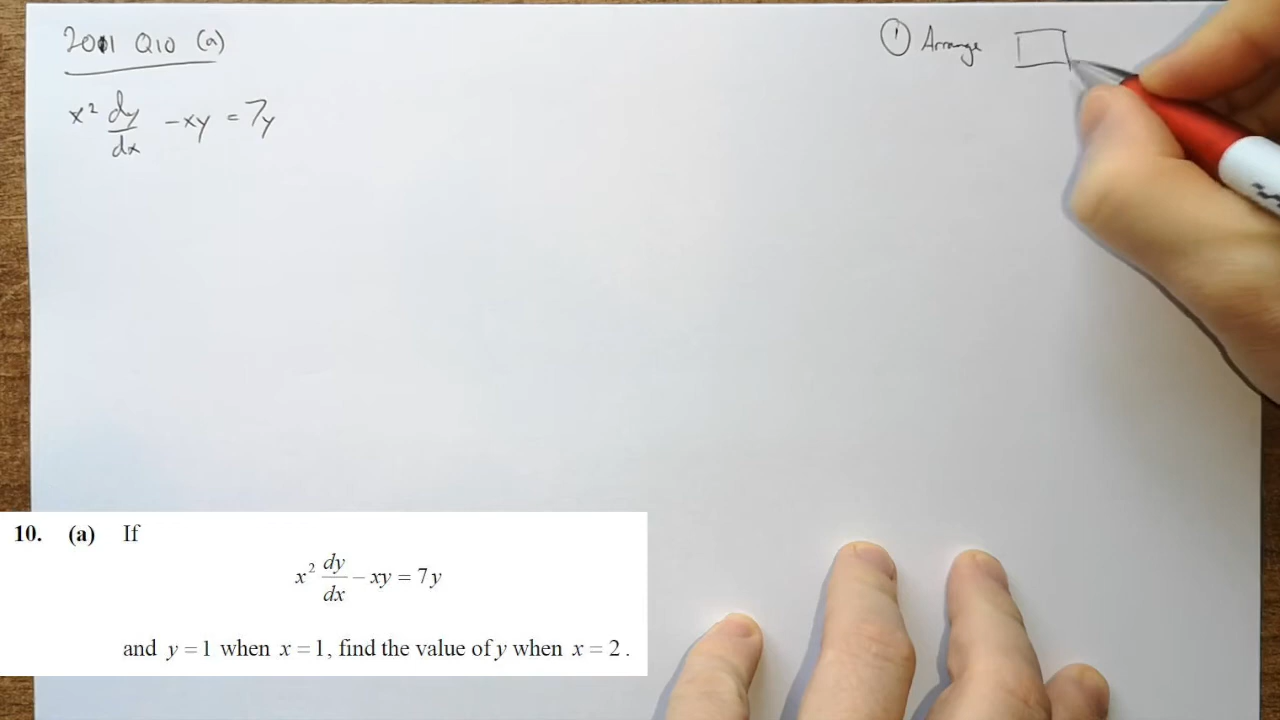 2011 Q10 (a)
① Arrange
x² dy/dx - xy = 7y
10. (a) If
x² dy/dx - xy = 7y
and y = 1 when x = 1, find the value of y when x = 2.